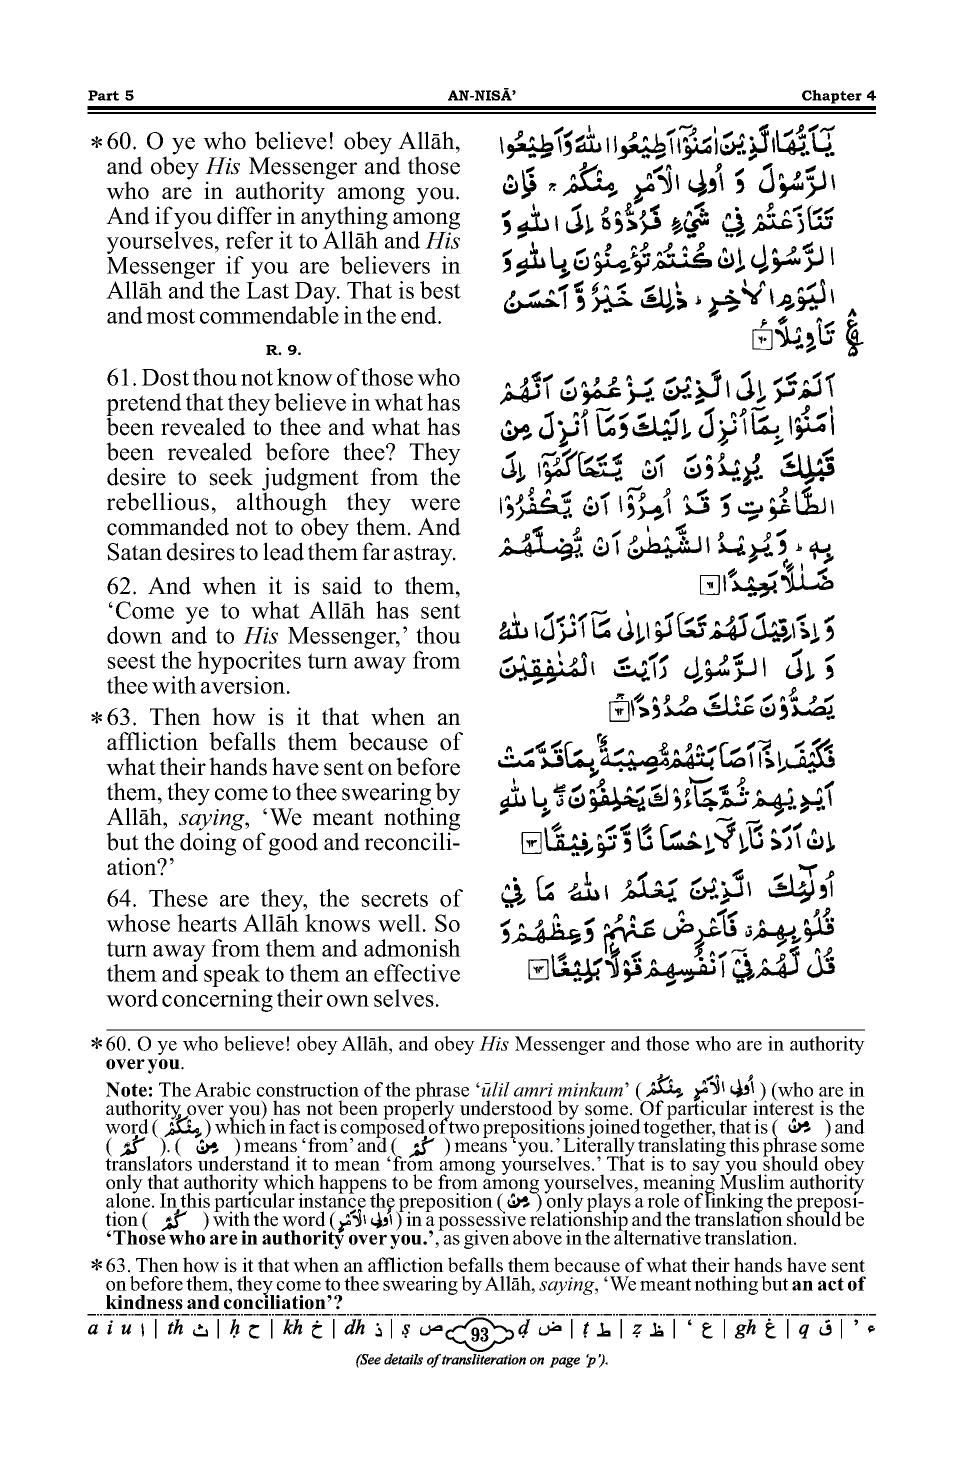 Part 5 AN-NISĀ’ Chapter 4
*60. O ye who believe! obey Allāh,
and obey His Messenger and those
who are in authority among you.
And if you differ in anything among
yourselves, refer it to Allāh and His
Messenger if you are believers in
Allāh and the Last Day. That is best
and most commendable in the end.
R. 9.
61. Dost thou not know of those who
pretend that they believe in what has
been revealed to thee and what has
been revealed before thee? They
desire to seek judgment from the
rebellious, although they were
commanded not to obey them. And
Satan desires to lead them far astray.
62. And when it is said to them,
‘Come ye to what Allāh has sent
down and to His Messenger,’ thou
seest the hypocrites turn away from
thee with aversion.
*63. Then how is it that when an
affliction befalls them because of
what their hands have sent on before
them, they come to thee swearing by
Allāh, saying, ‘We meant nothing
but the doing of good and reconcili-
ation?’
64. These are they, the secrets of
whose hearts Allāh knows well. So
turn away from them and admonish
them and speak to them an effective
word concerning their own selves.
يٰۤاَيُّهَا الَّذِيْنَ اٰمَنُوْۤا اَطِيْعُوا اللّٰهَ وَ اَطِيْعُوا
الرَّسُوْلَ وَ اُولِى الْاَمْرِ مِنْكُمْ ۚ فَاِنْ
تَنَازَعْتُمْ فِيْ شَيْءٍ فَرُدُّوْهُ اِلَى اللّٰهِ وَ
الرَّسُوْلِ اِنْ كُنْتُمْ تُؤْمِنُوْنَ بِاللّٰهِ وَ
الْيَوْمِ الْاٰخِرِ ؕ ذٰلِكَ خَيْرٌ وَّ اَحْسَنُ
تَاْوِيْلًا ۶۰
اَلَمْ تَرَ اِلَى الَّذِيْنَ يَزْعُمُوْنَ اَنَّهُمْ
اٰمَنُوْا بِمَاۤ اُنْزِلَ اِلَيْكَ وَ مَاۤ اُنْزِلَ مِنْ
قَبْلِكَ يُرِيْدُوْنَ اَنْ يَّتَحَاكَمُوْۤا اِلَى
الطَّاغُوْتِ وَ قَدْ اُمِرُوْۤا اَنْ يَّكْفُرُوْا
بِهٖ ؕ وَ يُرِيْدُ الشَّيْطٰنُ اَنْ يُّضِلَّهُمْ
ضَلٰلًۢا بَعِيْدًا ۶۱
وَ اِذَا قِيْلَ لَهُمْ تَعَالَوْا اِلٰى مَاۤ اَنْزَلَ اللّٰهُ
وَ اِلَى الرَّسُوْلِ رَاَيْتَ الْمُنٰفِقِيْنَ
يَصُدُّوْنَ عَنْكَ صُدُوْدًا ۶۲
فَكَيْفَ اِذَاۤ اَصَابَتْهُمْ مُّصِيْبَةٌۢ بِمَا قَدَّمَتْ
اَيْدِيْهِمْ ثُمَّ جَآءُوْكَ يَحْلِفُوْنَ ۖ بِاللّٰهِ
اِنْ اَرَدْنَاۤ اِلَّاۤ اِحْسَانًا وَّ تَوْفِيْقًا ۶۳
اُولٰٓئِكَ الَّذِيْنَ يَعْلَمُ اللّٰهُ مَا فِيْ
قُلُوْبِهِمْ ۗ فَاَعْرِضْ عَنْهُمْ وَ عِظْهُمْ وَ
قُلْ لَّهُمْ فِيْۤ اَنْفُسِهِمْ قَوْلًۢا بَلِيْغًا ۶۴
*60. O ye who believe! obey Allāh, and obey His Messenger and those who are in authority
over you.
Note: The Arabic construction of the phrase ‘ūlil amri minkum’ ( اُولِى الْاَمْرِ مِنْكُمْ ) (who are in
authority over you) has not been properly understood by some. Of particular interest is the
word ( مِنْكُمْ ) which in fact is composed of two prepositions joined together, that is ( مِنْ ) and
( كُمْ ). ( مِنْ ) means ‘from’ and ( كُمْ ) means ‘you.’ Literally translating this phrase some
translators understand it to mean ‘from among yourselves.’ That is to say you should obey
only that authority which happens to be from among yourselves, meaning Muslim authority
alone. In this particular instance the preposition ( مِنْ ) only plays a role of linking the preposi-
tion ( كُمْ ) with the word ( اُولِى الْاَمْرِ ) in a possessive relationship and the translation should be
‘Those who are in authority over you.’, as given above in the alternative translation.
*63. Then how is it that when an affliction befalls them because of what their hands have sent
on before them, they come to thee swearing by Allāh, saying, ‘We meant nothing but an act of
kindness and conciliation’?
a i u ا | th ث | ḥ ح | kh خ | dh ذ | ṣ ص 93 ḍ ض | ṭ ط | ẓ ظ | ‘ ع | gh غ | q ق | ’ ء
(See details of transliteration on page ‘p’).